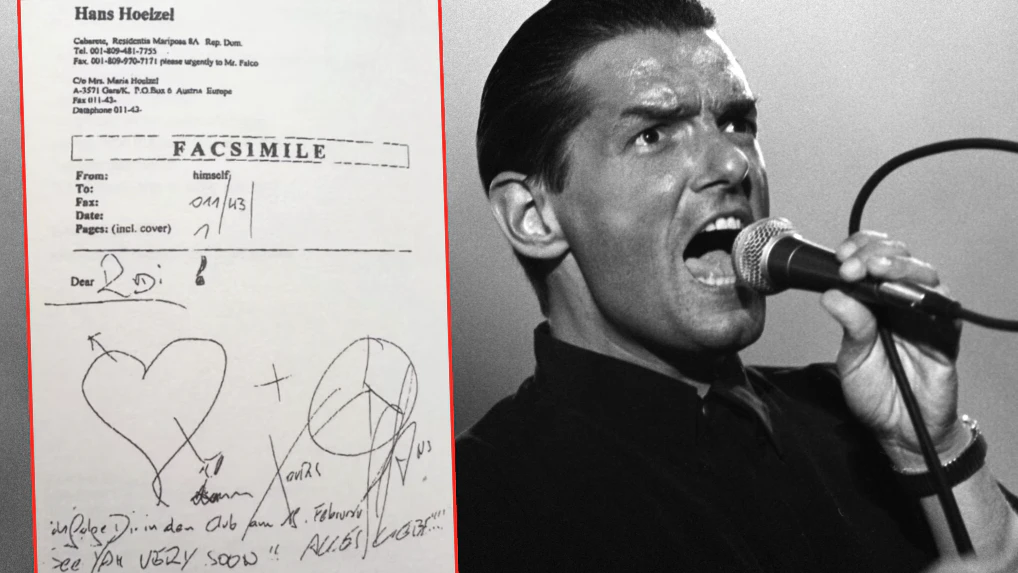 Hans Hoelzel
Cabarete, Residentia Mariposa 8A Rep. Dom.
Tel. 001-809-481-7755
Fax. 001-809-970-7171 please urgently to Mr. Falco
C/o Mrs. Maria Hoelzel
A-3571 Gars/K. P.O.Box 6 Austria Europe
Fax 011-43-
Dataphone 011-43-
FACSIMILE
From: himself
To:
Fax: 011/43
Date:
Pages: (incl. cover) 1
Dear Rudi !
+
in den Club am Februar
See YAH VERY SOON" ALLES